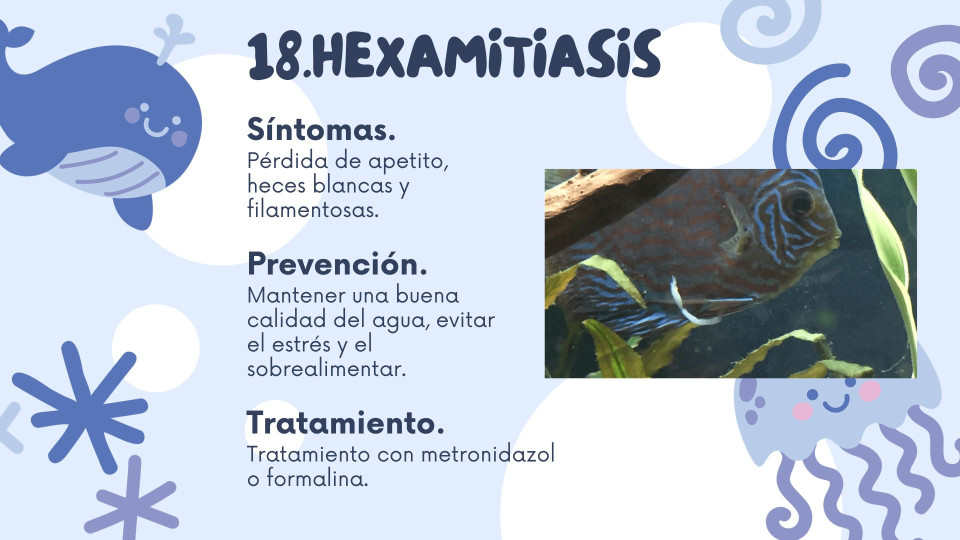 18.HEXAMITIASIS
Síntomas.
Pérdida de apetito,
heces blancas y
filamentosas.
Prevención.
Mantener una buena
calidad del agua, evitar
el estrés y el
sobrealimentar.
Tratamiento.
Tratamiento con metronidazol
o formalina.